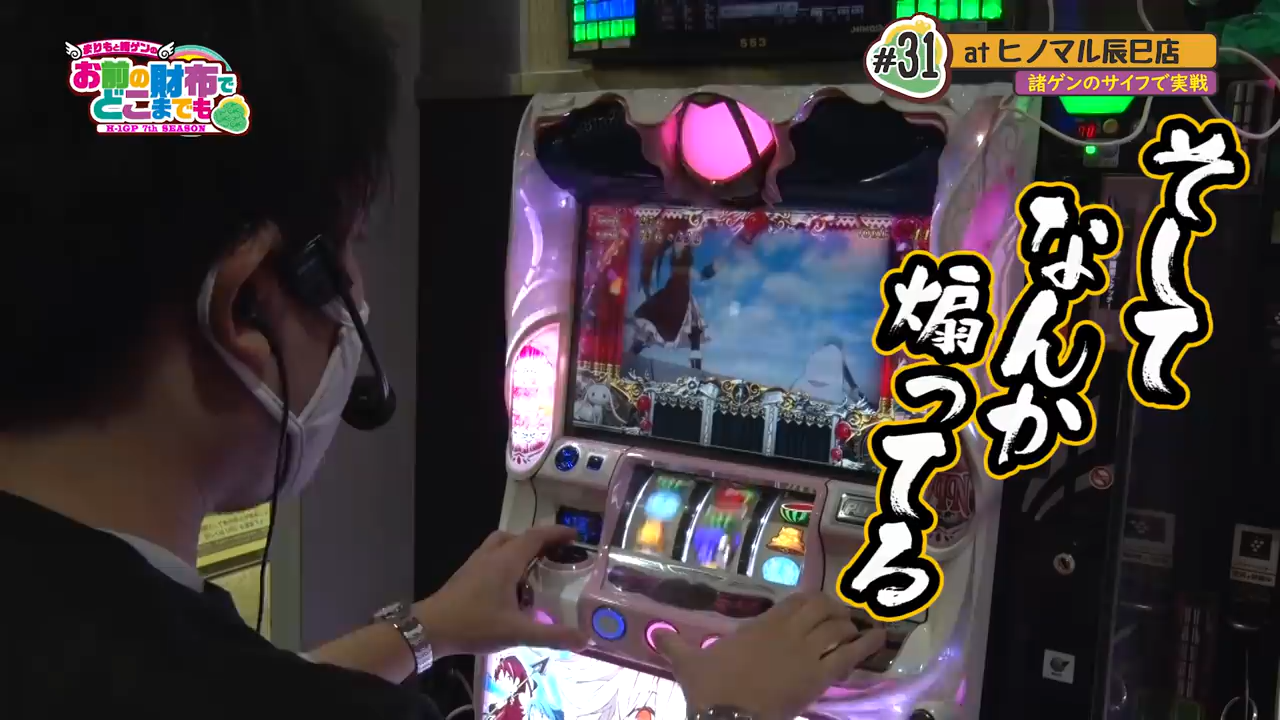 まりもと諸ゲンの
お前の財布で
どこまでも
K-1GP 7th SEASON
#31 at ヒノマル辰巳店
諸ゲンのサイフで実戦
そして
なんか
煽ってる
553